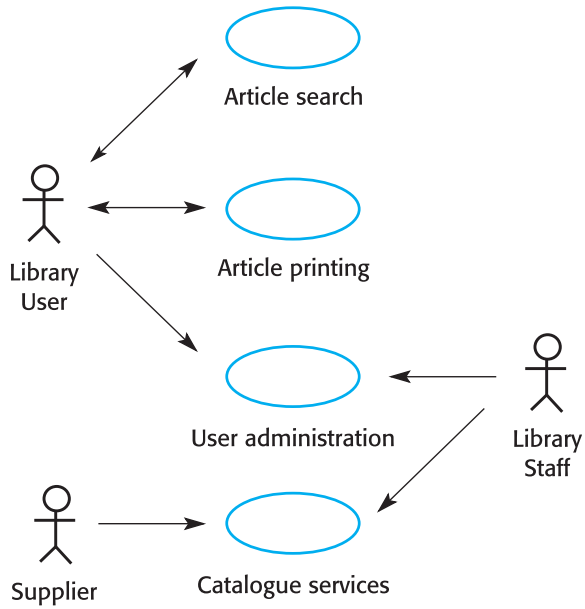 Article search
Library
User
Article printing
User administration
Library
Staff
Supplier
Catalogue services